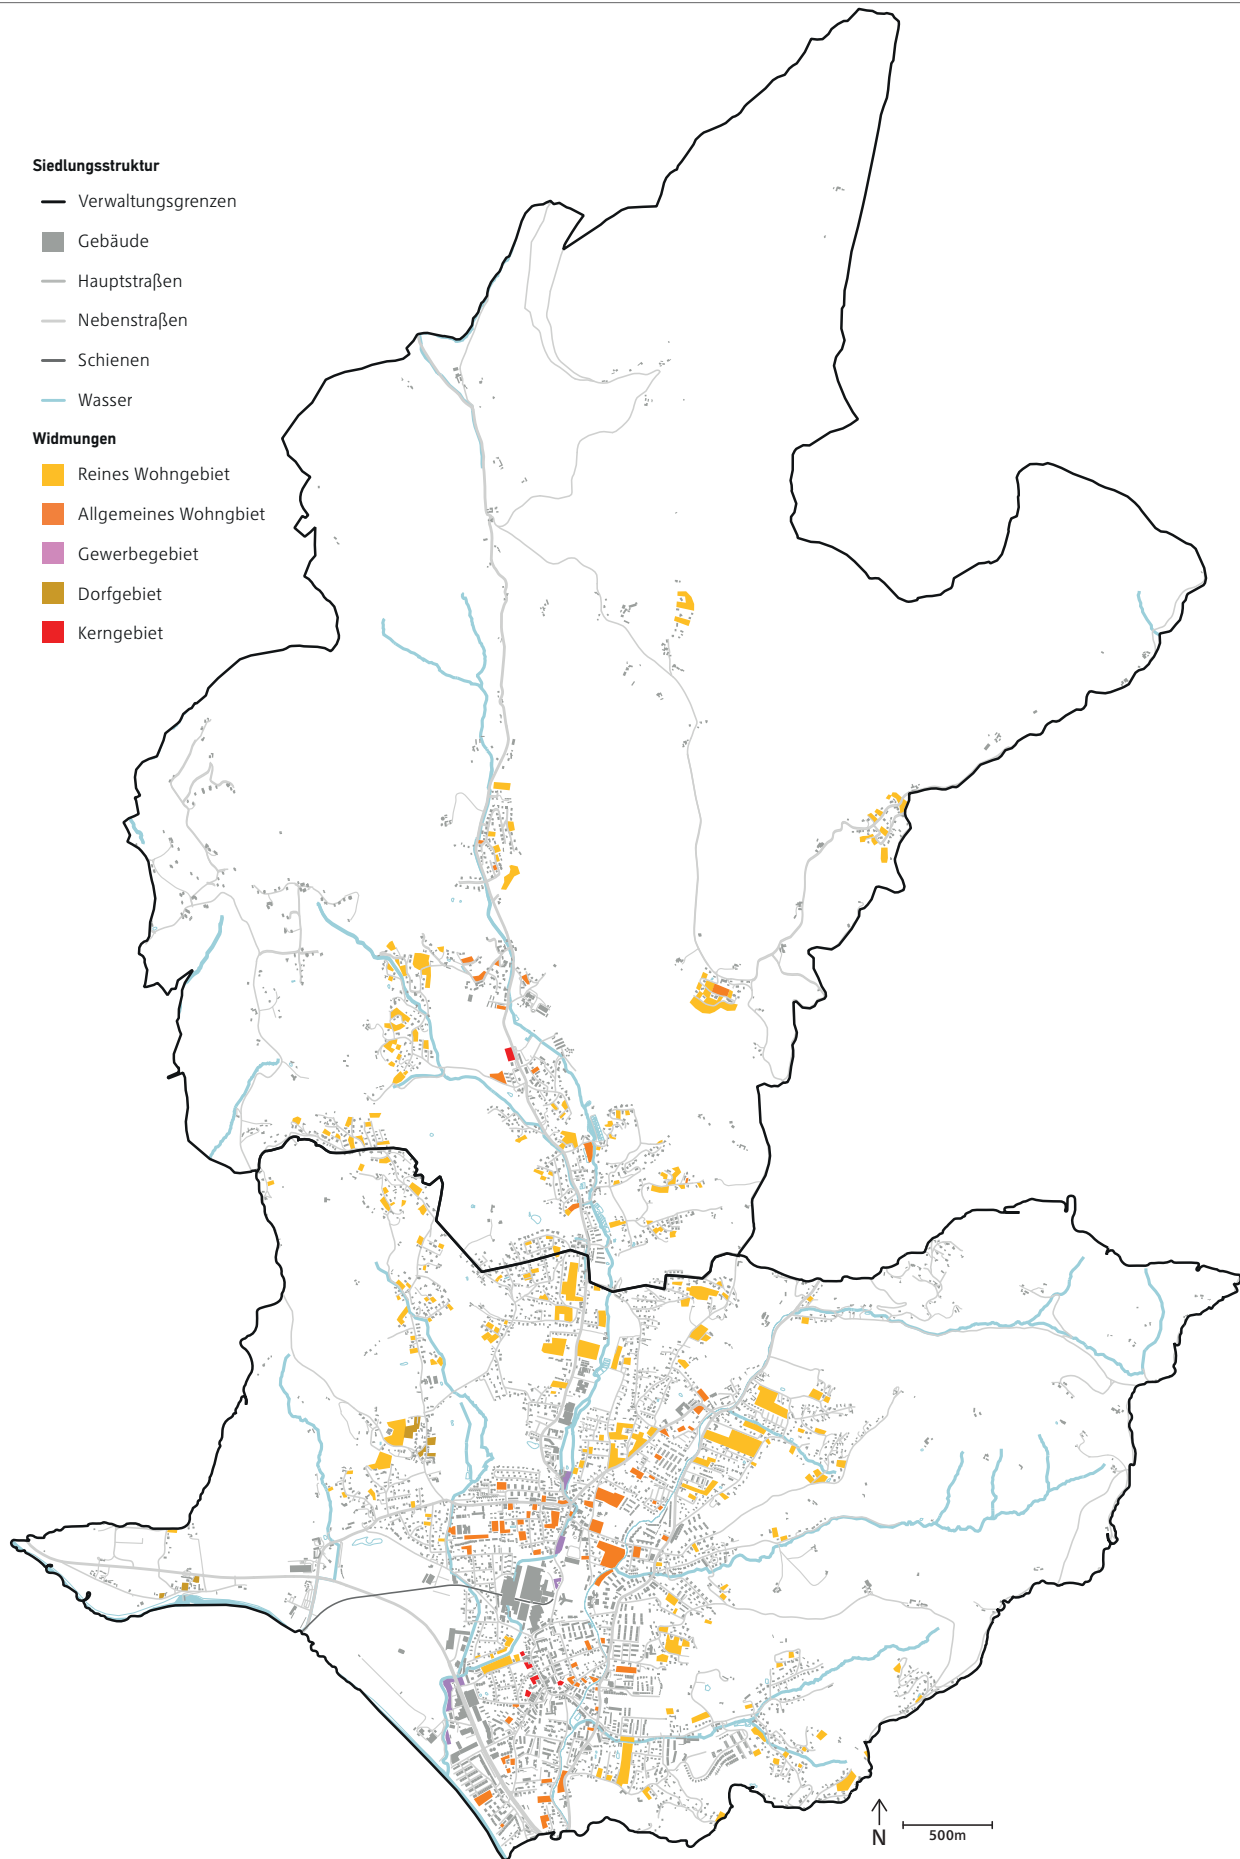 Siedlungsstruktur
Verwaltungsgrenzen
Gebäude
Hauptstraßen
Nebenstraßen
Schienen
Wasser
Widmungen
Reines Wohngebiet
Allgemeines Wohngbiet
Gewerbegebiet
Dorfgebiet
Kerngebiet
N
500m